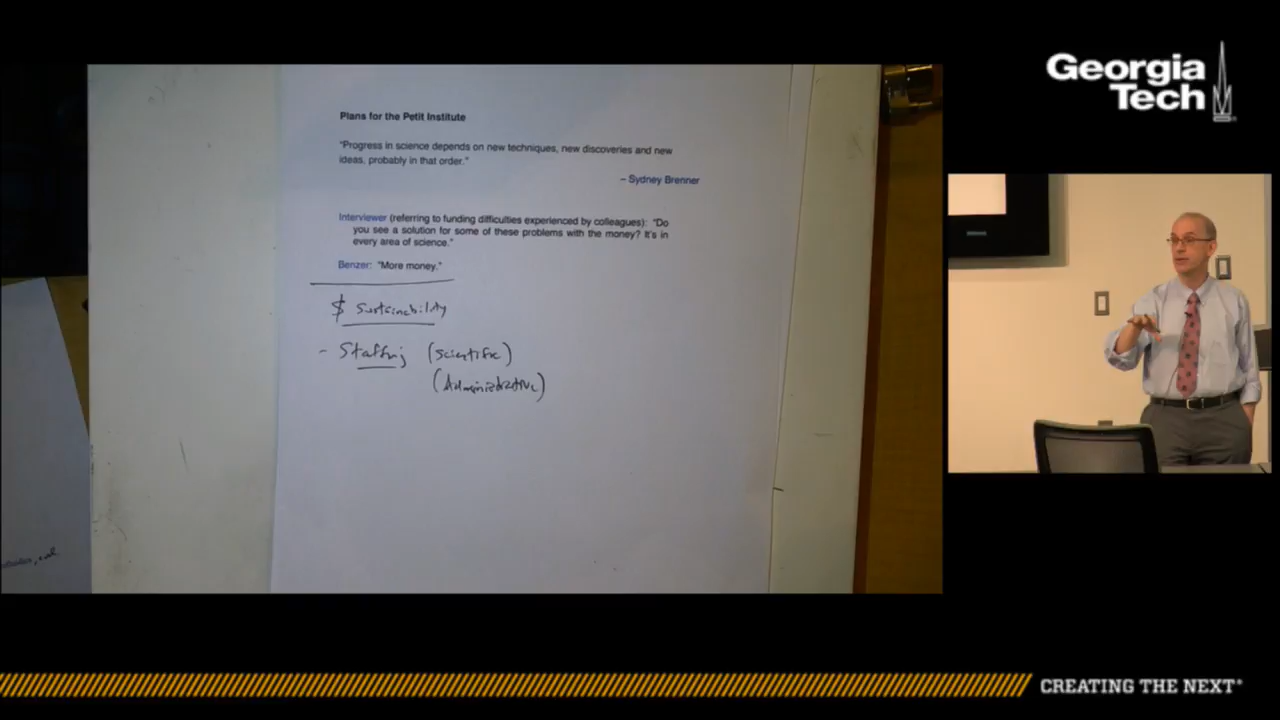 Georgia
Tech
Plans for the Petit Institute
“Progress in science depends on new techniques, new discoveries and new
ideas, probably in that order.”
– Sydney Brenner
Interviewer (referring to funding difficulties experienced by colleagues): “Do
you see a solution for some of these problems with the money? It's in
every area of science.”
Benzer: “More money.”
$ Sustainability
- Staffing (Scientific)
(Administrative)
CREATING THE NEXT